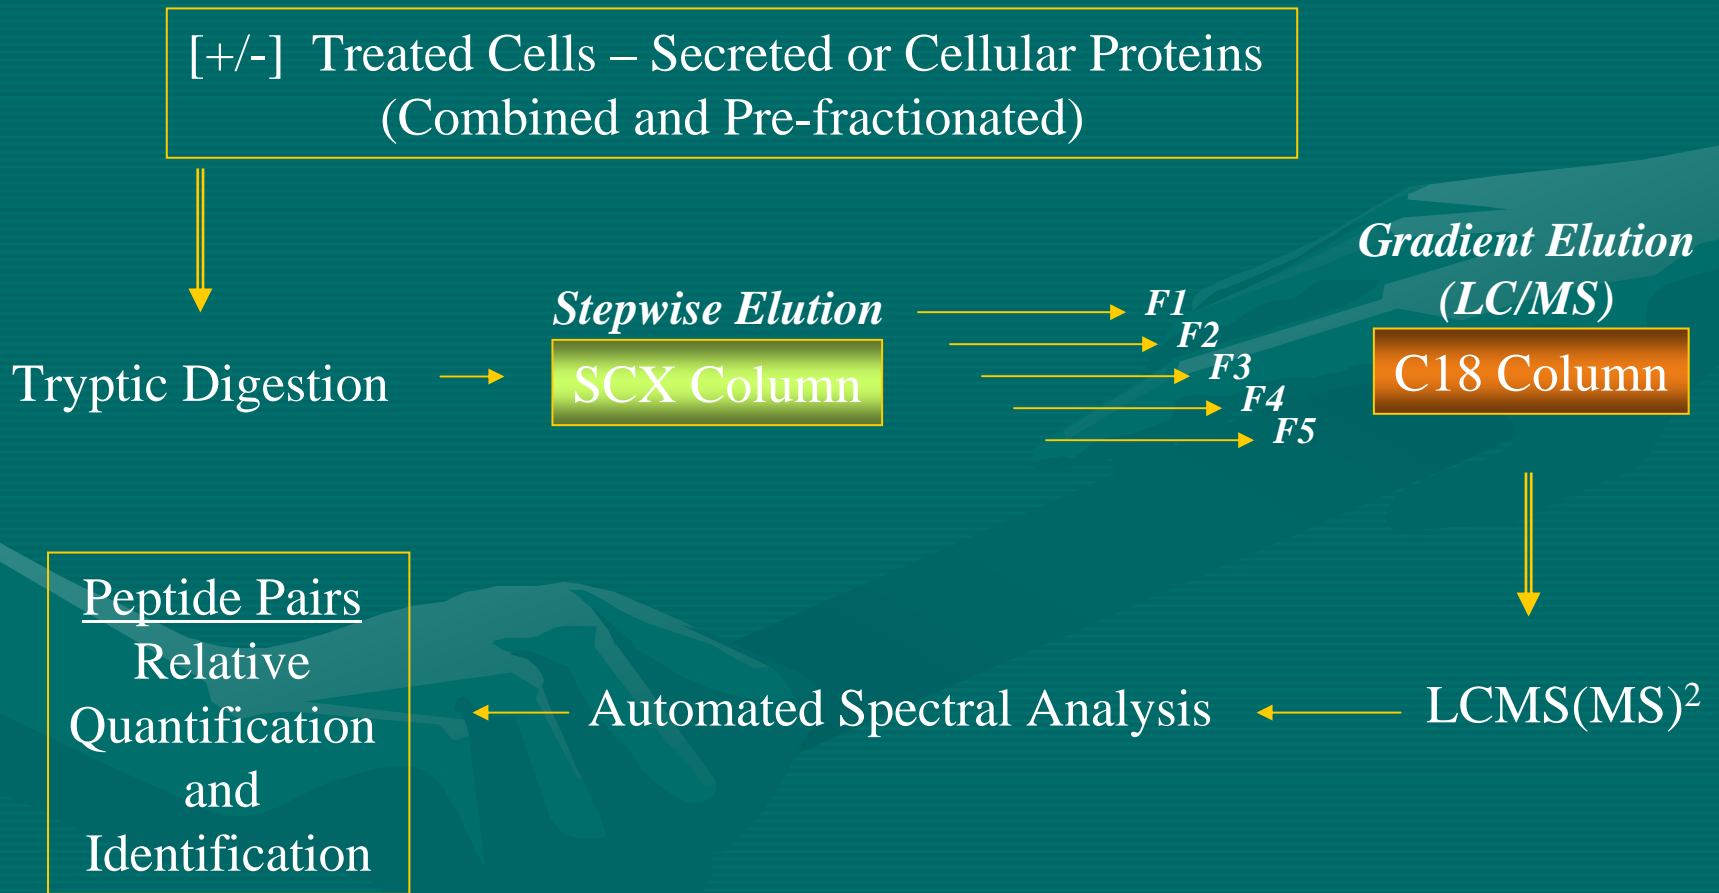 [+/-] Treated Cells – Secreted or Cellular Proteins
(Combined and Pre-fractionated)
Tryptic Digestion
Stepwise Elution
SCX Column
F1
F2
F3
F4
F5
Gradient Elution
(LC/MS)
C18 Column
LCMS(MS)²
Automated Spectral Analysis
Peptide Pairs
Relative
Quantification
and
Identification